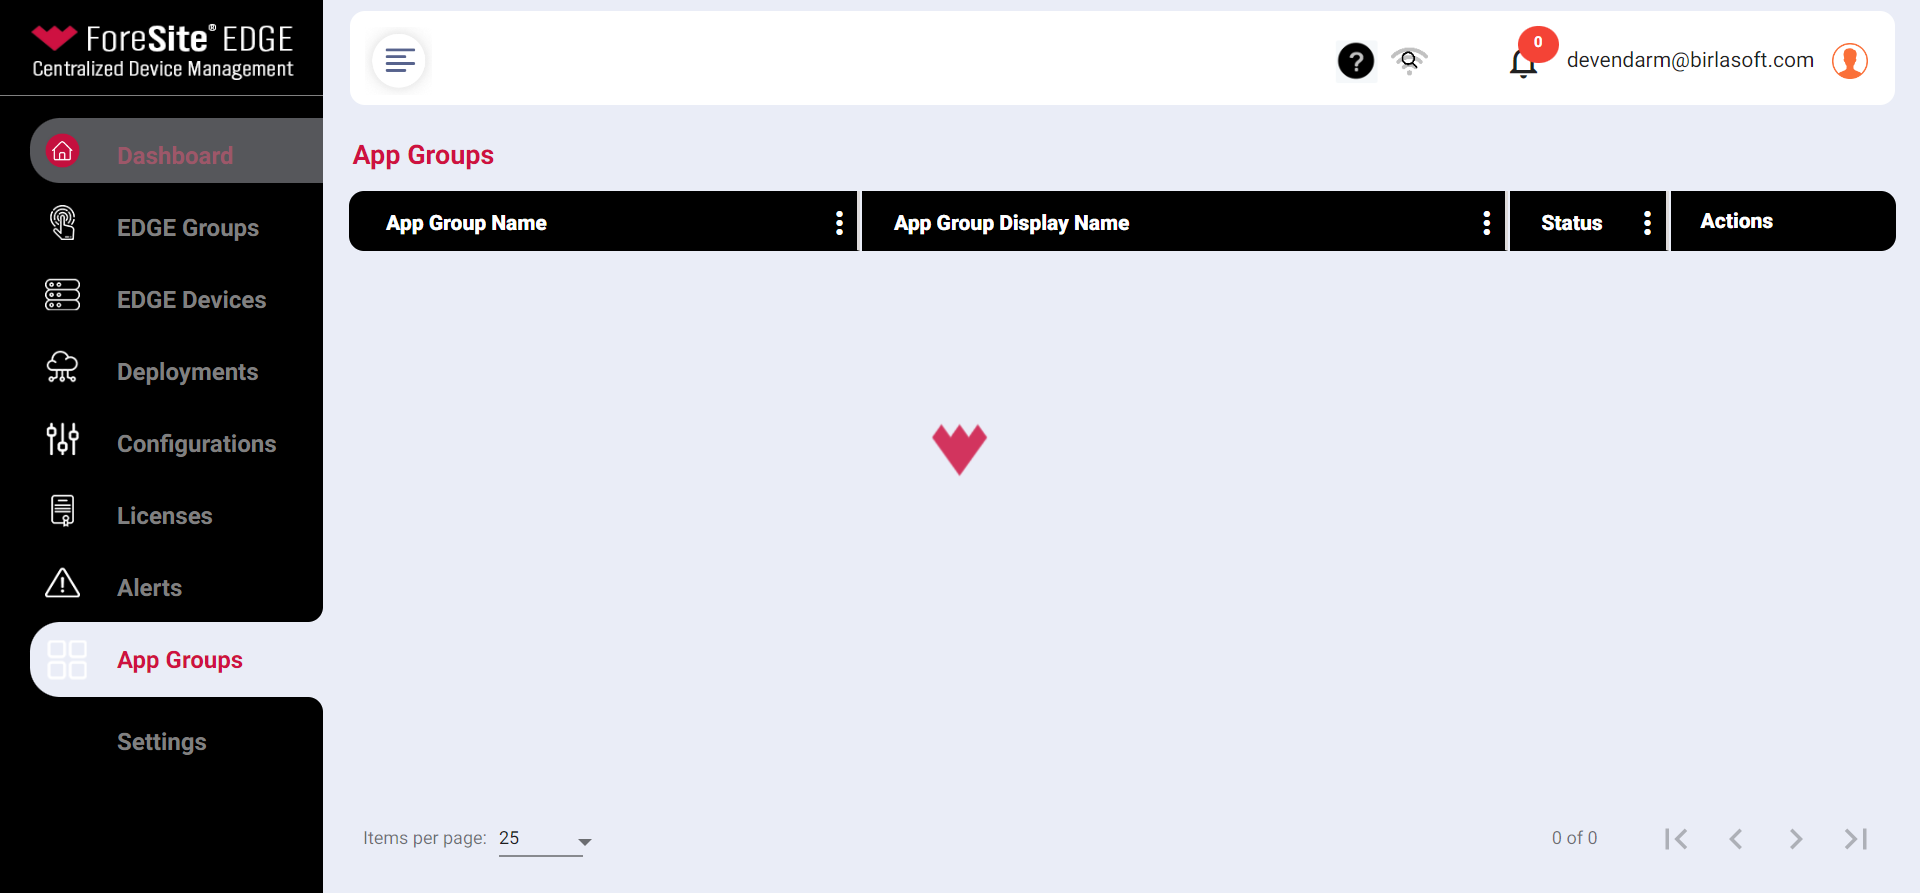 ForeSite® EDGE
Centralized Device Management
Dashboard
EDGE Groups
EDGE Devices
Deployments
Configurations
Licenses
Alerts
App Groups
Settings
?
0
devendarm@birlasoft.com
App Groups
App Group Name
App Group Display Name
Status
Actions
Items per page: 25
0 of 0